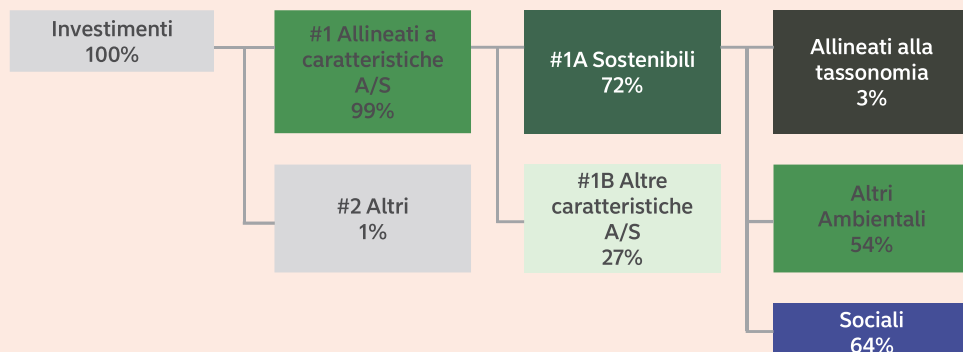 Investimenti
100%
#1 Allineati a
caratteristiche
A/S
99%
#1A Sostenibili
72%
Allineati alla
tassonomia
3%
#2 Altri
1%
#1B Altre
caratteristiche
A/S
27%
Altri
Ambientali
54%
Sociali
64%